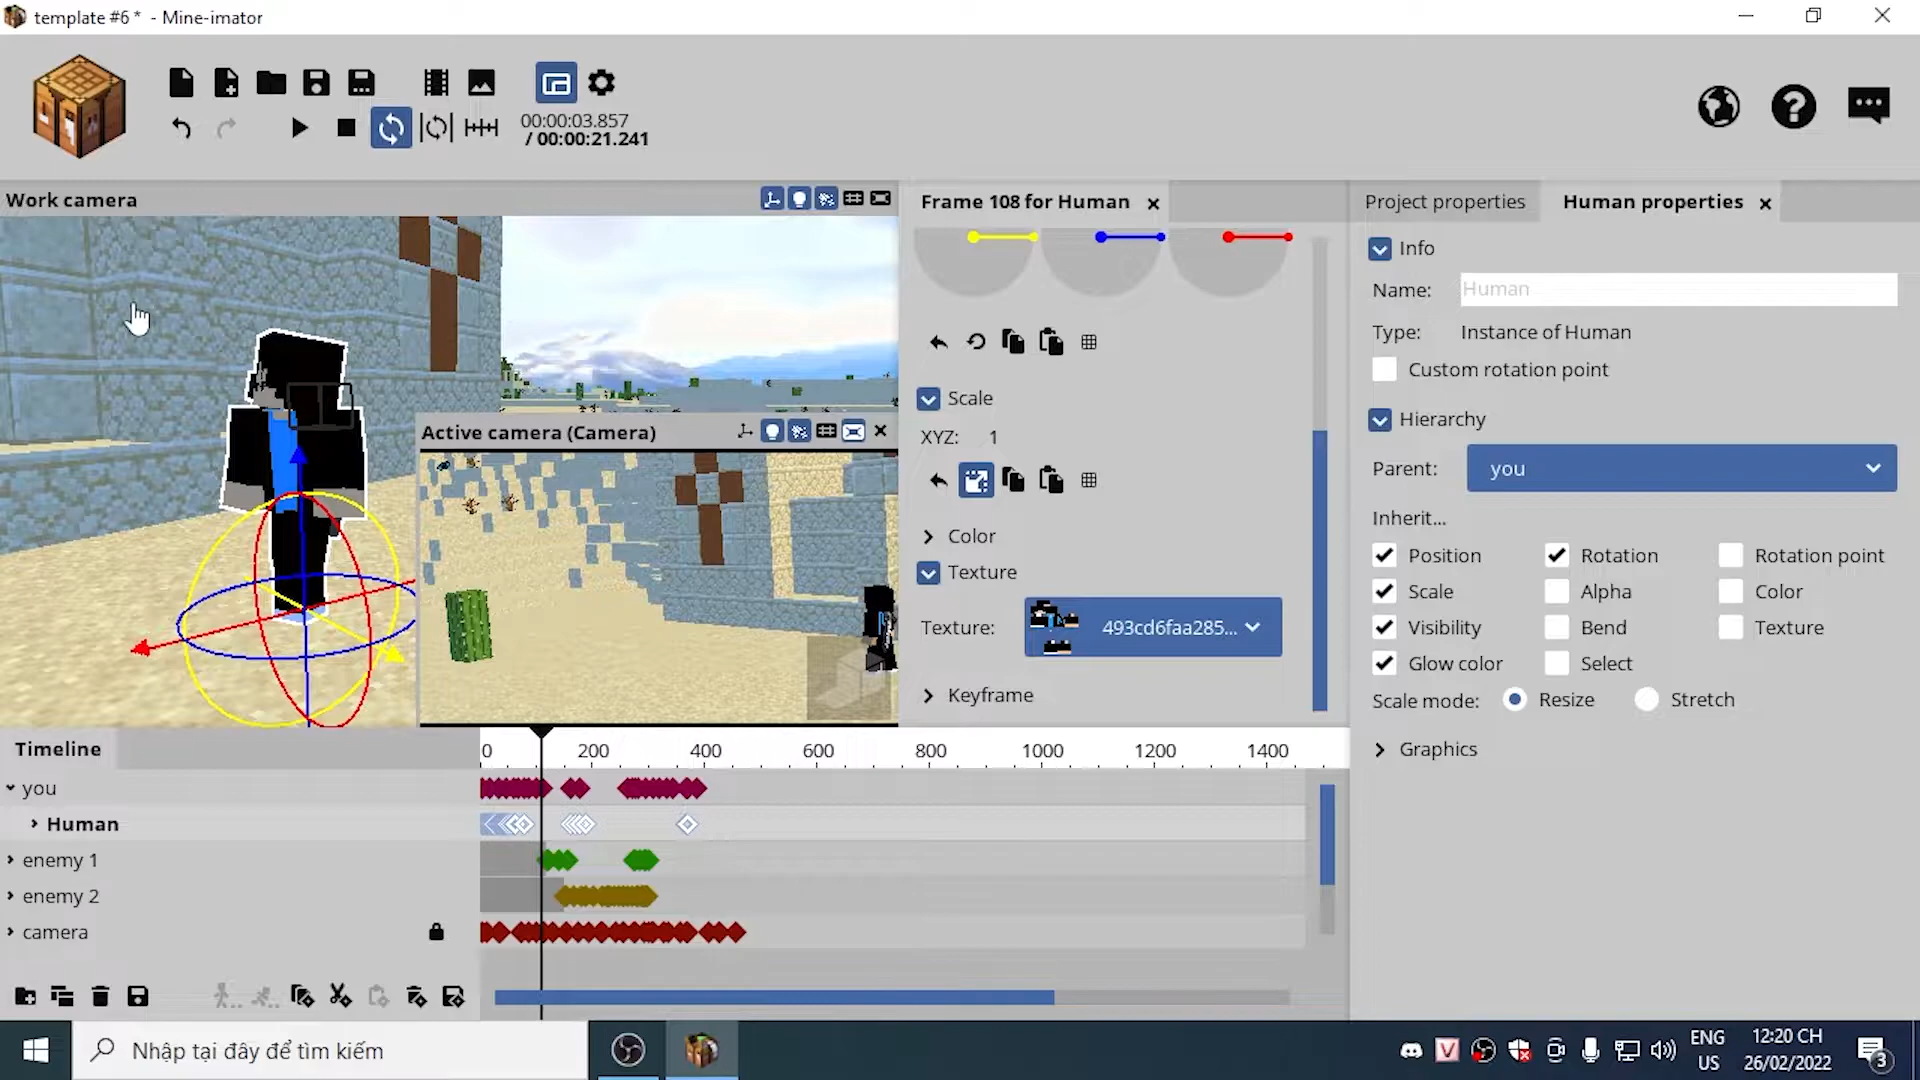 template #6 * - Mine-imator
00:00:03.857
/ 00:00:21.241
Work camera
Active camera (Camera)
Frame 108 for Human
Scale
XYZ: 1
Color
Texture
Texture: 493cd6faa285...
Keyframe
Project properties
Human properties
Info
Name: Human
Type: Instance of Human
Custom rotation point
Hierarchy
Parent: you
Inherit...
Position Rotation Rotation point
Scale Alpha Color
Visibility Bend Texture
Glow color Select
Scale mode: Resize Stretch
Graphics
Timeline
0 200 400 600 800 1000 1200 1400
you
Human
enemy 1
enemy 2
camera
Nhập tại đây để tìm kiếm
ENG
US
12:20 CH
26/02/2022
3